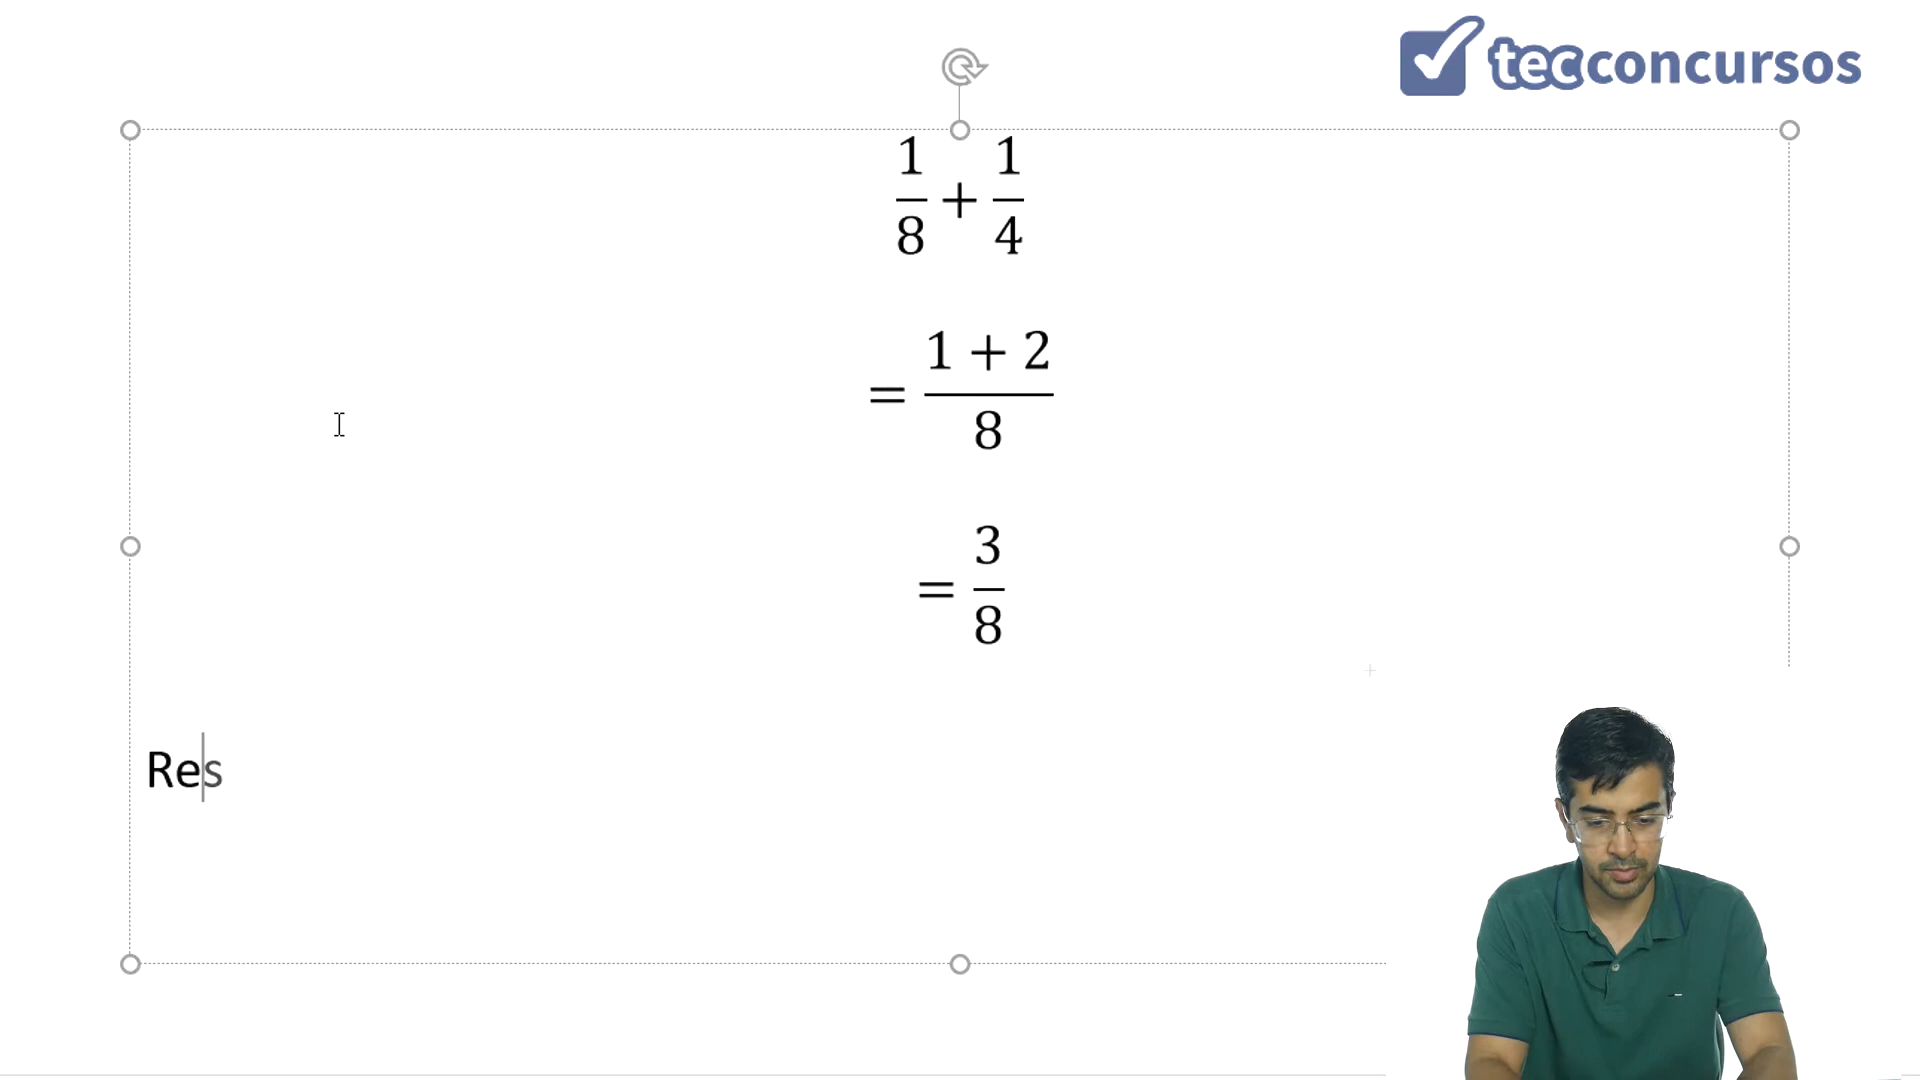 tecconcursos
1/8 + 1/4
= (1 + 2)/8
= 3/8
Res